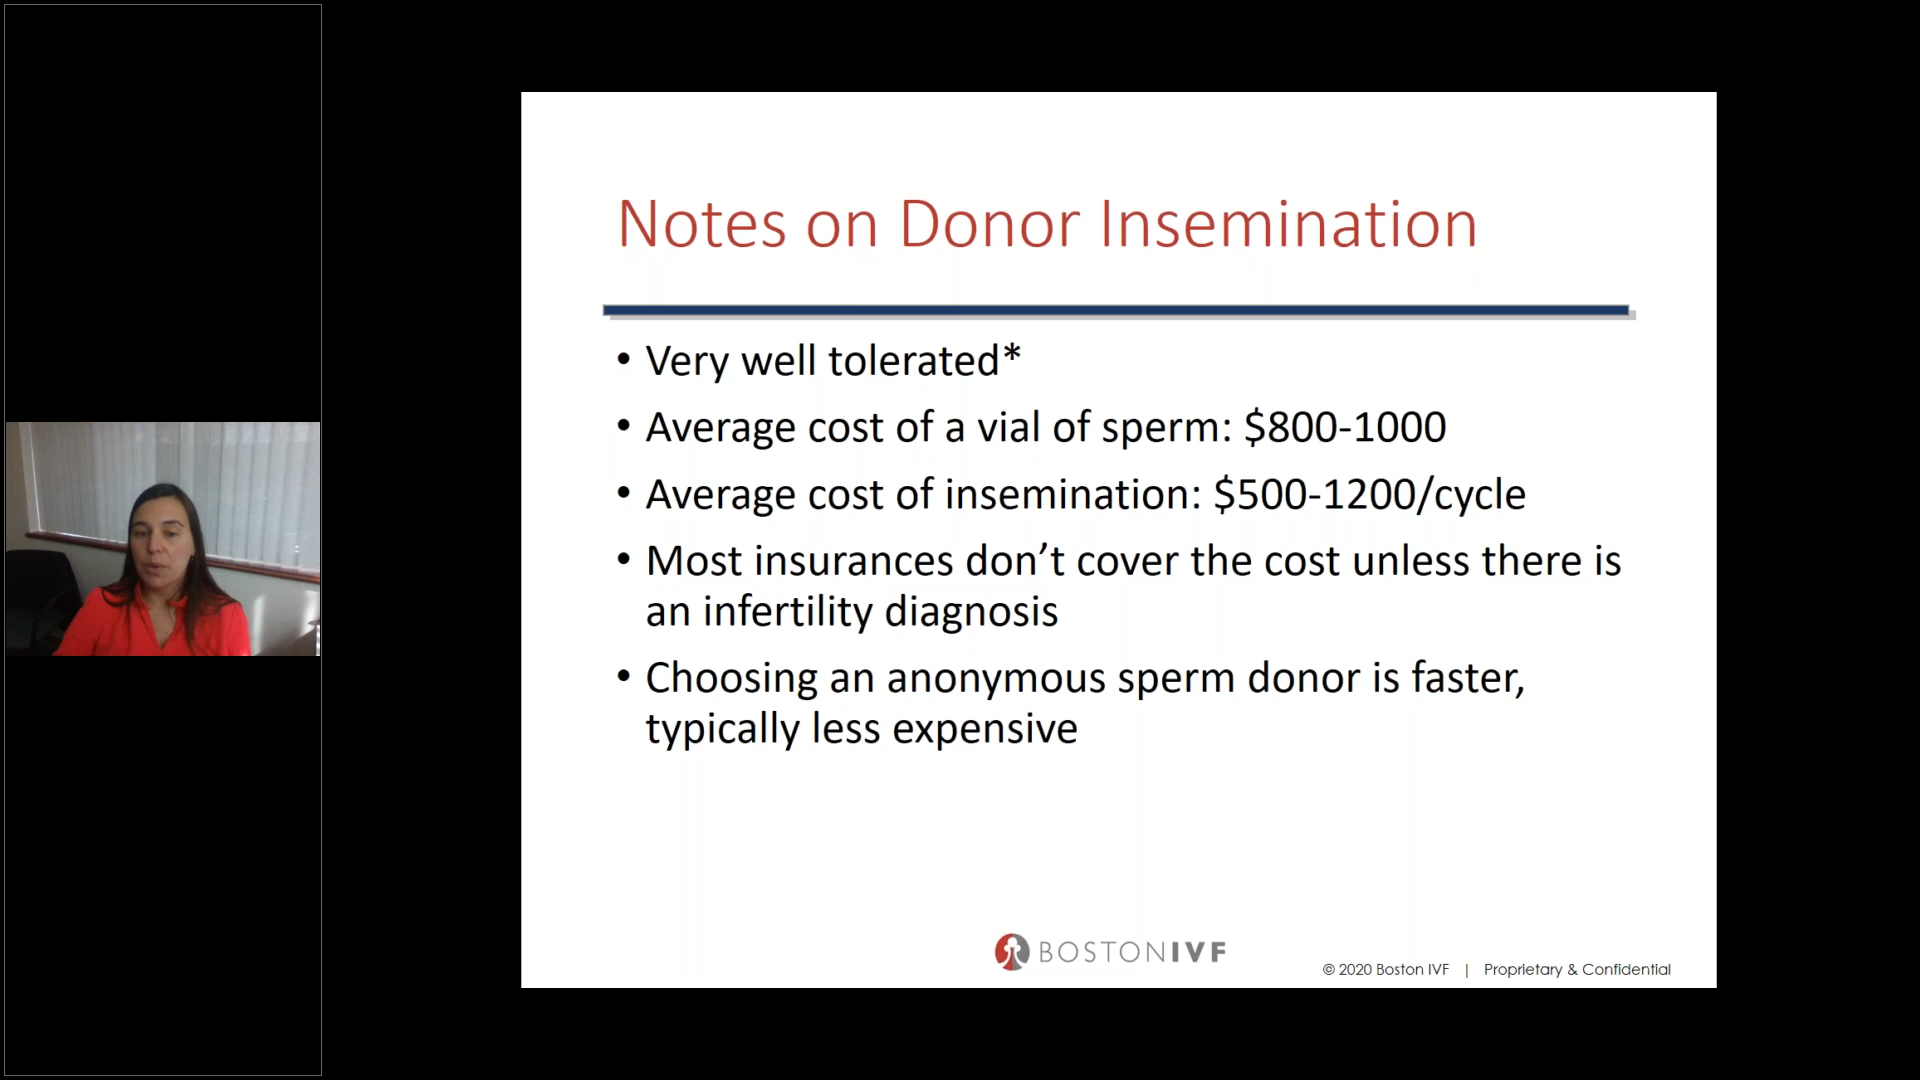 Notes on Donor Insemination
• Very well tolerated*
• Average cost of a vial of sperm: $800-1000
• Average cost of insemination: $500-1200/cycle
• Most insurances don’t cover the cost unless there is
an infertility diagnosis
• Choosing an anonymous sperm donor is faster,
typically less expensive
BOSTONIVF
© 2020 Boston IVF | Proprietary & Confidential